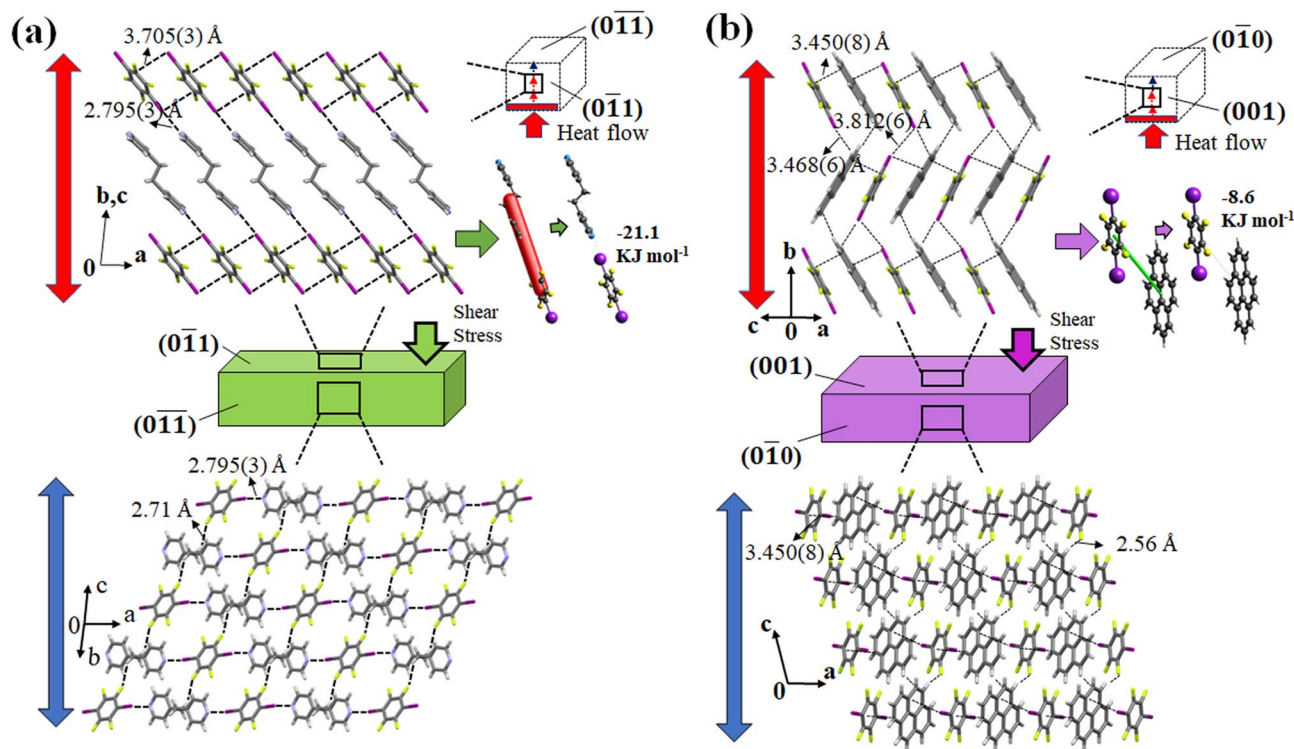 (a)
3.705(3) Å
2.795(3) Å
b,c
0
a
(01̅1̅)
(01̅1)
Heat flow
-21.1
KJ mol⁻¹
Shear
Stress
(01̅1)
(01̅1̅)
2.795(3) Å
2.71 Å
c
0
a
b
(b)
3.450(8) Å
3.812(6) Å
3.468(6) Å
b
c
0
a
(01̅0)
(001)
Heat flow
-8.6
KJ mol⁻¹
Shear
Stress
(001)
(01̅0)
3.450(8) Å
2.56 Å
c
a
0